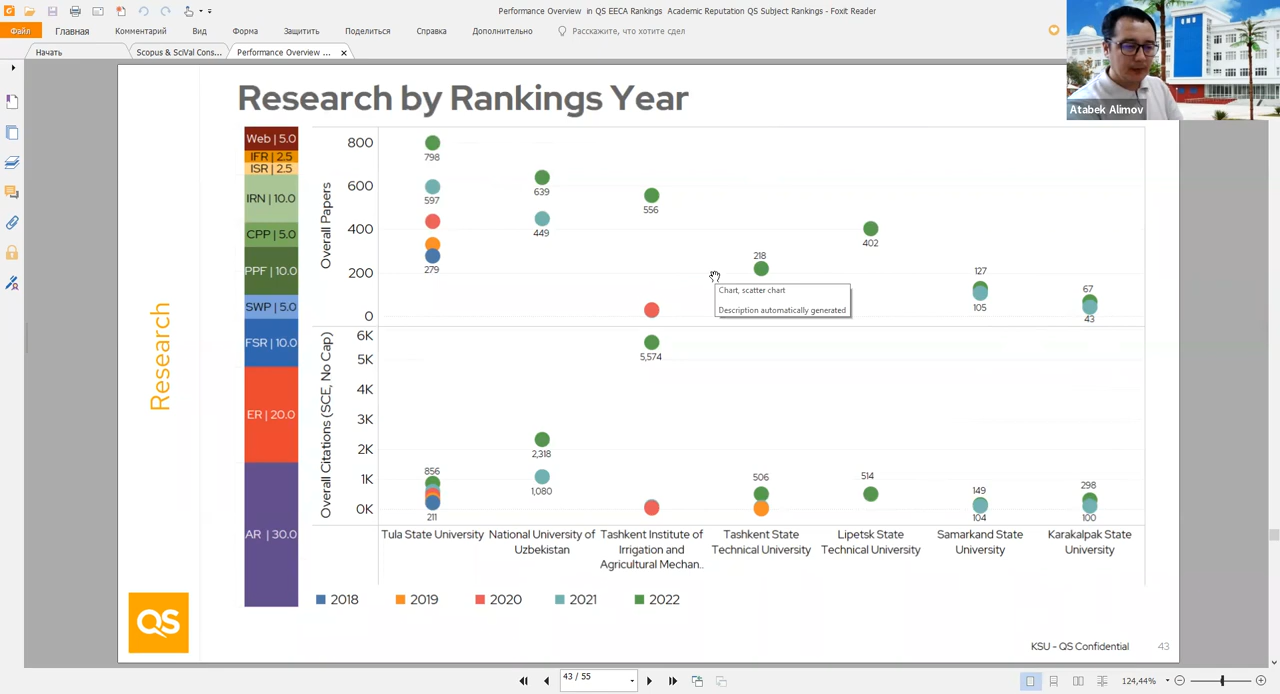 Performance Overview in QS EECA Rankings Academic Reputation QS Subject Rankings - Foxit Reader
Файл
Главная
Комментарий
Вид
Форма
Защитить
Поделиться
Справка
Дополнительно
Расскажите, что хотите сдел
Начать
Scopus & SciVal Cons...
Performance Overview ...
Atabek Alimov
Research by Rankings Year
Research
Web | 5.0
IFR | 2.5
ISR | 2.5
IRN | 10.0
CPP | 5.0
PPF | 10.0
SWP | 5.0
FSR | 10.0
ER | 20.0
AR | 30.0
Overall Papers
800
600
400
200
0
798
597
279
639
449
556
218
402
127
105
67
43
Chart, scatter chart
Description automatically generated
Overall Citations (SCE, No Cap)
6K
5K
4K
3K
2K
1K
0K
856
211
2,318
1,080
5,574
506
514
149
104
298
100
Tula State University
National University of
Uzbekistan
Tashkent Institute of
Irrigation and
Agricultural Mechan..
Tashkent State
Technical University
Lipetsk State
Technical University
Samarkand State
University
Karakalpak State
University
2018
2019
2020
2021
2022
QS
KSU - QS Confidential
43
43 / 55
124,44%